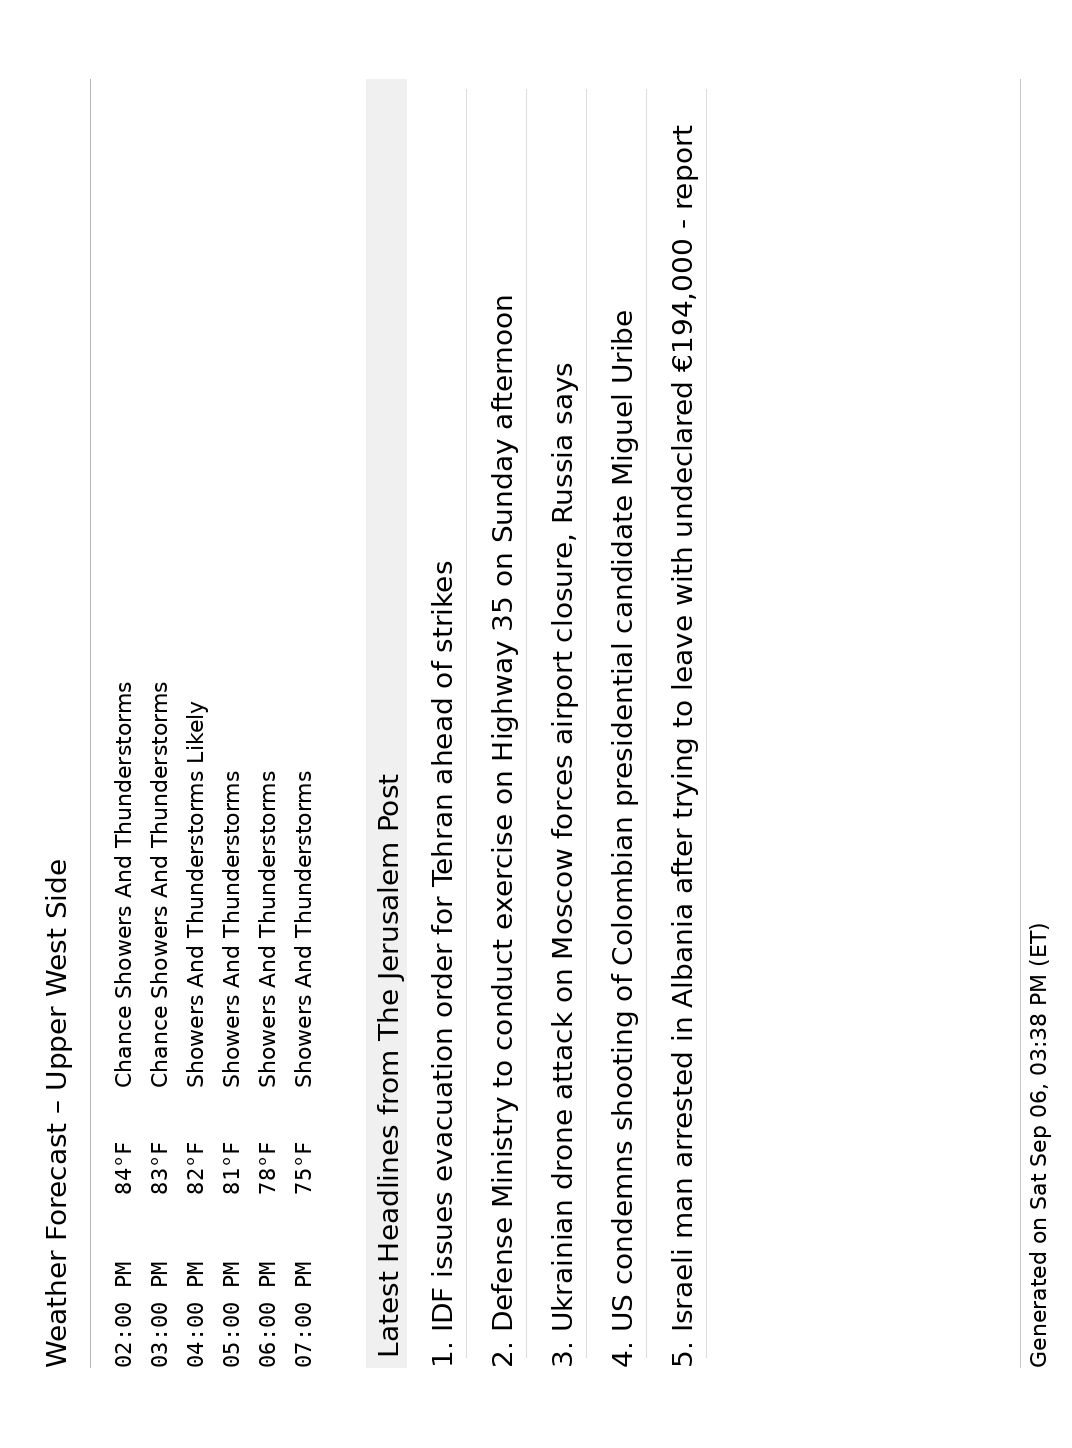 Weather Forecast – Upper West Side
02:00 PM 84°F Chance Showers And Thunderstorms
03:00 PM 83°F Chance Showers And Thunderstorms
04:00 PM 82°F Showers And Thunderstorms Likely
05:00 PM 81°F Showers And Thunderstorms
06:00 PM 78°F Showers And Thunderstorms
07:00 PM 75°F Showers And Thunderstorms
Latest Headlines from The Jerusalem Post
1. IDF issues evacuation order for Tehran ahead of strikes
2. Defense Ministry to conduct exercise on Highway 35 on Sunday afternoon
3. Ukrainian drone attack on Moscow forces airport closure, Russia says
4. US condemns shooting of Colombian presidential candidate Miguel Uribe
5. Israeli man arrested in Albania after trying to leave with undeclared €194,000 - report
Generated on Sat Sep 06, 03:38 PM (ET)